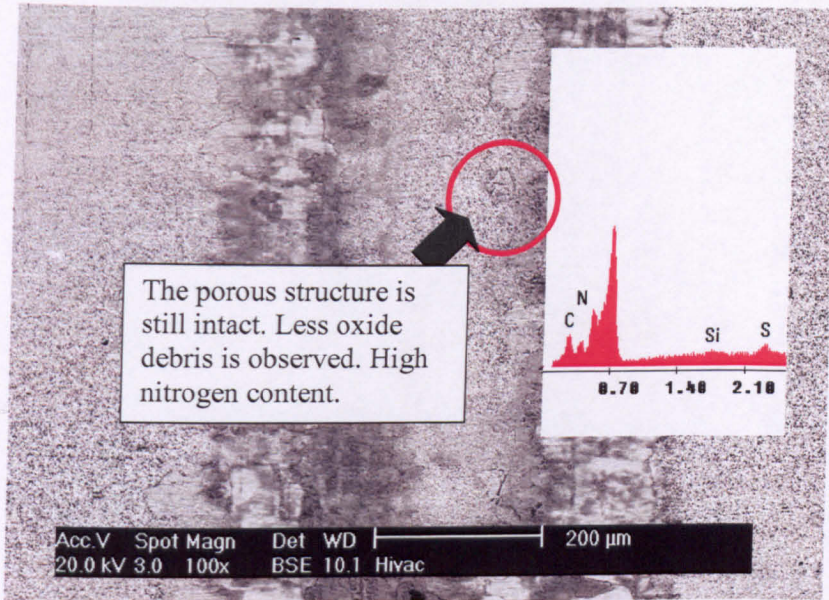 The porous structure is
still intact. Less oxide
debris is observed. High
nitrogen content.
C
N
Si
S
0.70 1.40 2.10
Acc.V Spot Magn Det WD 200 µm
20.0 kV 3.0 100x BSE 10.1 Hivac